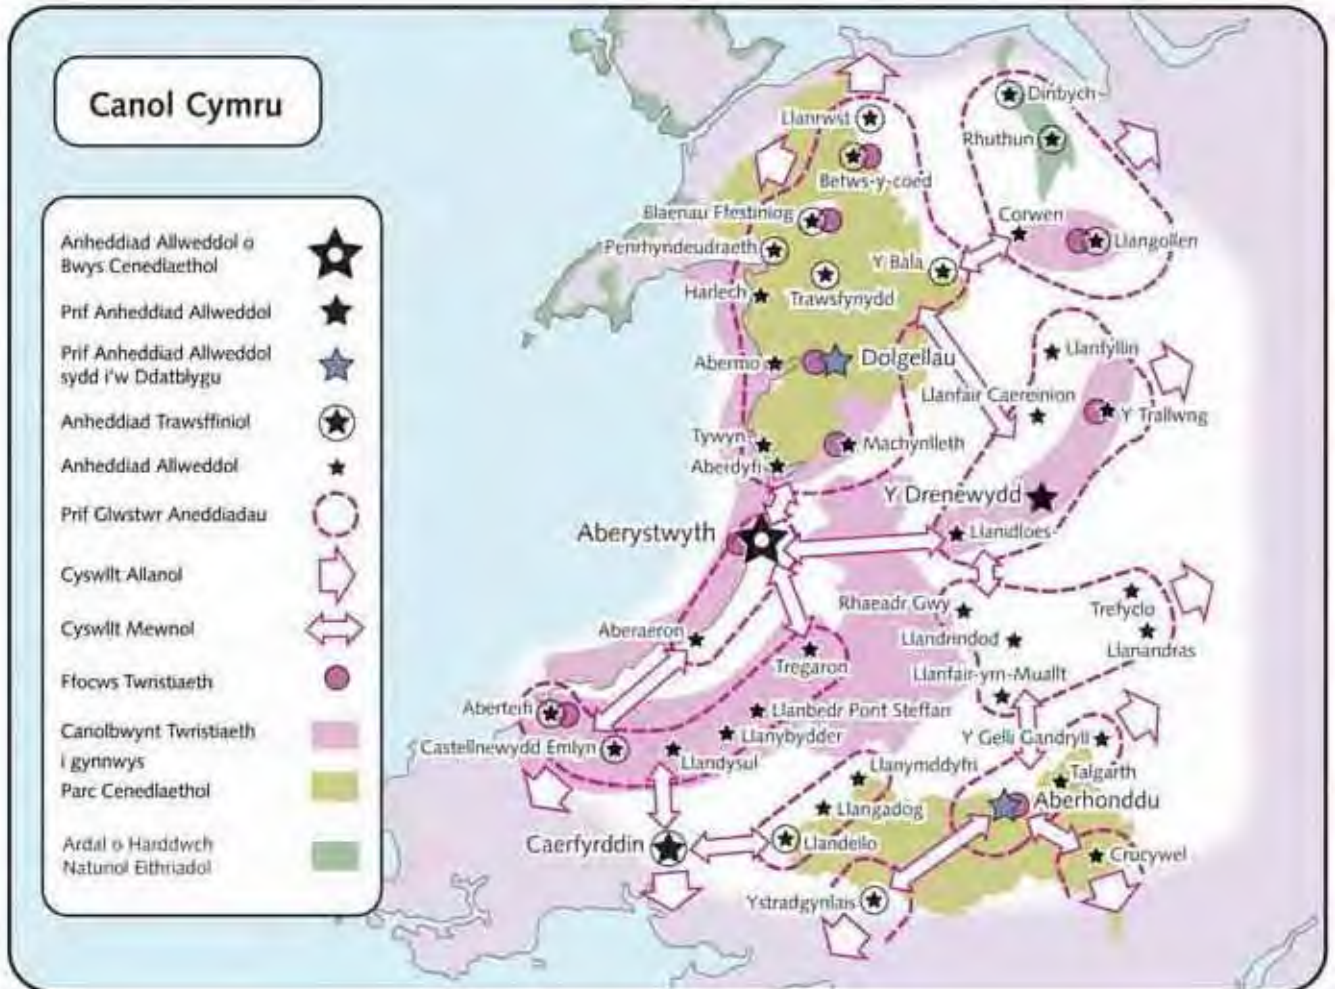 Canol Cymru
Anheddiad Allweddol o
Bwys Cenedlaethol
Prif Anheddiad Allweddol
Prif Anheddiad Allweddol
sydd i'w Ddatblygu
Anheddiad Trawsffiniol
Anheddiad Allweddol
Prif Glwstwr Aneddiadau
Cyswllt Allanol
Cyswllt Mewnol
Ffocws Twristiaeth
Canolbwynt Twristiaeth
i gynnwys
Parc Cenedlaethol
Ardal o Harddwch
Naturiol Eithriadol
Dinbych
Llanrwst
Rhuthun
Betws-y-coed
Blaenau Ffestiniog
Corwen
Llangollen
Penrhyndeudraeth
Y Bala
Harlech
Trawsfynydd
Abermo
Dolgellau
Llanfyllin
Llanfair Caereinion
Y Trallwng
Tywyn
Machynlleth
Aberdyfi
Y Drenewydd
Aberystwyth
Llanidloes
Rhaeadr Gwy
Trefyclo
Aberaeron
Llandrindod
Llanandras
Tregaron
Llanfair-ym-Muallt
Aberteifi
Llanbedr Pont Steffan
Llanybydder
Y Gelli Gandryll
Castellnewydd Emlyn
Llandysul
Llanymddyfri
Talgarth
Llangadog
Aberhonddu
Caerfyrddin
Llandeilo
Crucywel
Ystradgynlais